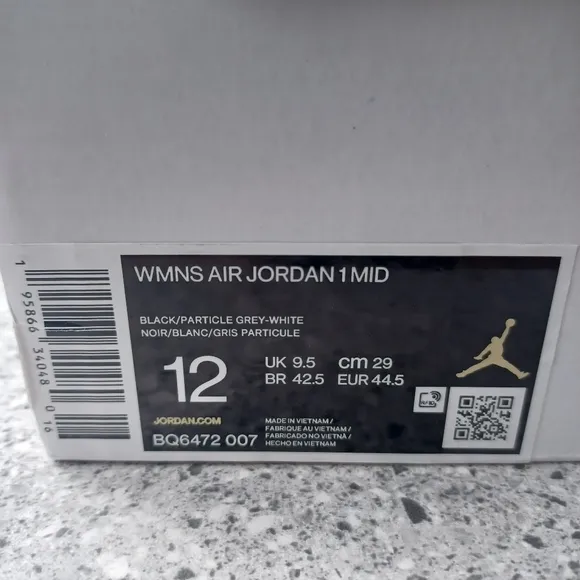 WMNS AIR JORDAN 1 MID
BLACK/PARTICLE GREY-WHITE
NOIR/BLANC/GRIS PARTICULE
12
UK 9.5 cm 29
BR 42.5 EUR 44.5
JORDAN.COM
BQ6472 007
MADE IN VIETNAM /
FABRIQUE AU VIETNAM /
FABRICADO NO VIETNÃ /
HECHO EN VIETNAM
RFID
1 95866 34048 0 16